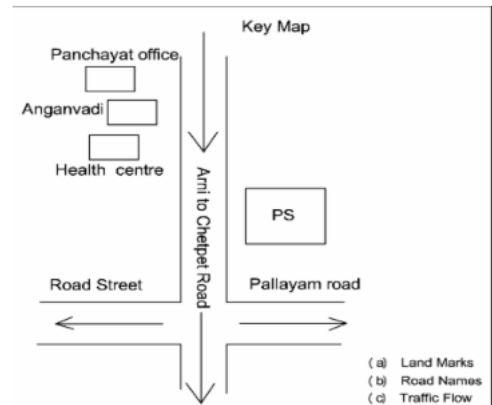 Key Map
Panchayat office
Anganvadi
Health centre
Arni to Chetpet Road
PS
Road Street
Pallayam road
(a) Land Marks
(b) Road Names
(c) Traffic Flow